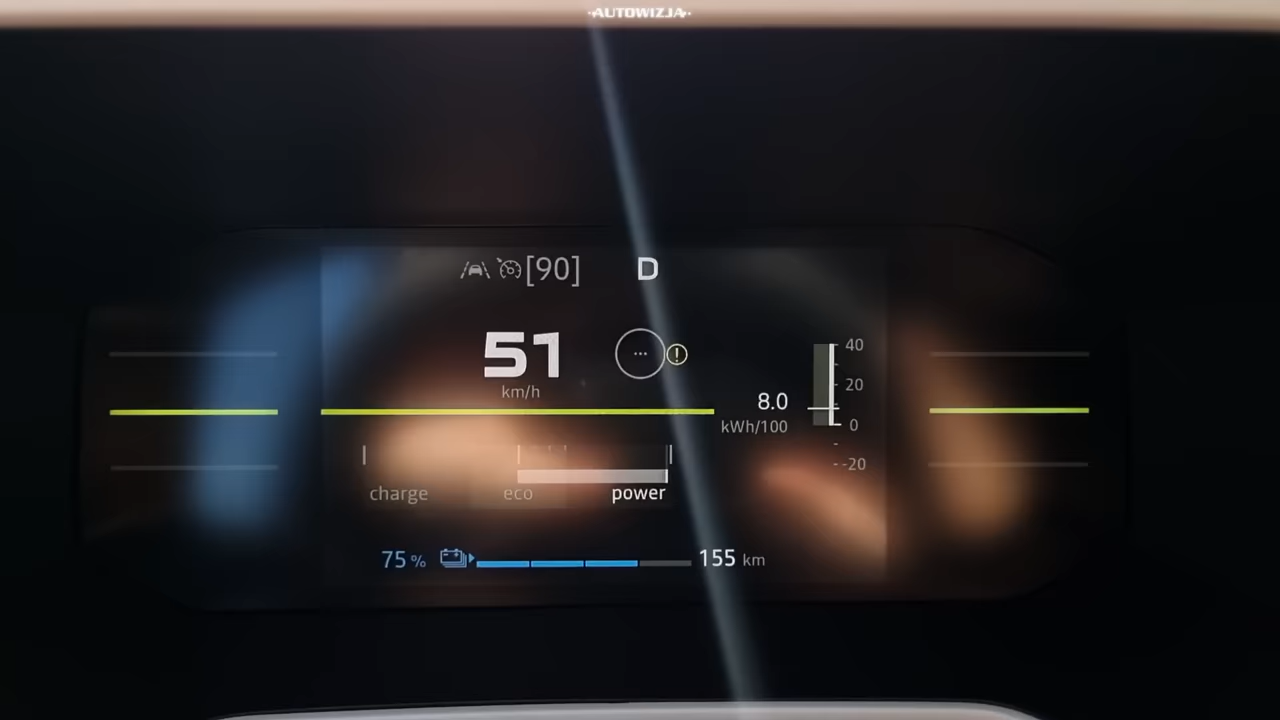 ·AUTOWIZJA·
[90] D
51
km/h
...
!
40
20
0
-20
8.0
kWh/100
charge eco power
75 % 155 km